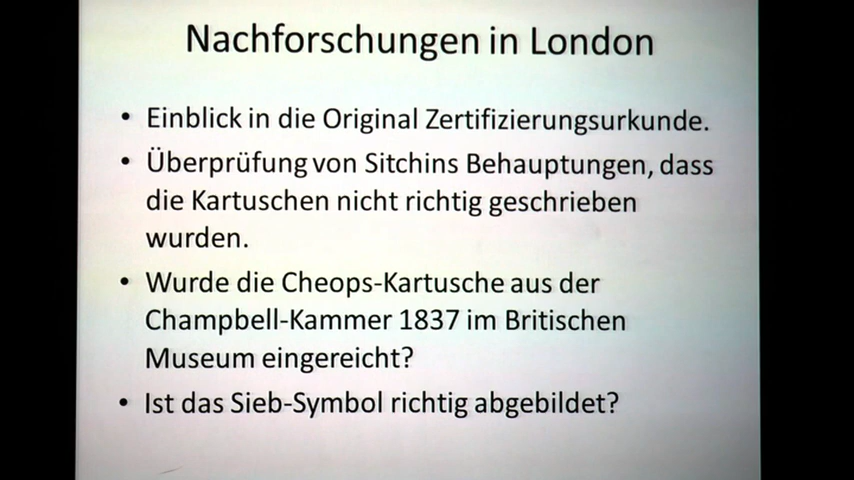 Nachforschungen in London
• Einblick in die Original Zertifizierungsurkunde.
• Überprüfung von Sitchins Behauptungen, dass
die Kartuschen nicht richtig geschrieben
wurden.
• Wurde die Cheops-Kartusche aus der
Champbell-Kammer 1837 im Britischen
Museum eingereicht?
• Ist das Sieb-Symbol richtig abgebildet?